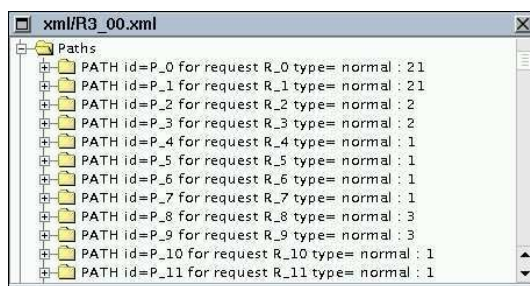 xml/R3_00.xml
Paths
PATH id=P_0 for request R_0 type= normal : 21
PATH id=P_1 for request R_1 type= normal : 21
PATH id=P_2 for request R_2 type= normal : 2
PATH id=P_3 for request R_3 type= normal : 2
PATH id=P_4 for request R_4 type= normal : 1
PATH id=P_5 for request R_5 type= normal : 1
PATH id=P_6 for request R_6 type= normal : 1
PATH id=P_7 for request R_7 type= normal : 1
PATH id=P_8 for request R_8 type= normal : 3
PATH id=P_9 for request R_9 type= normal : 3
PATH id=P_10 for request R_10 type= normal : 1
PATH id=P_11 for request R_11 type= normal : 1